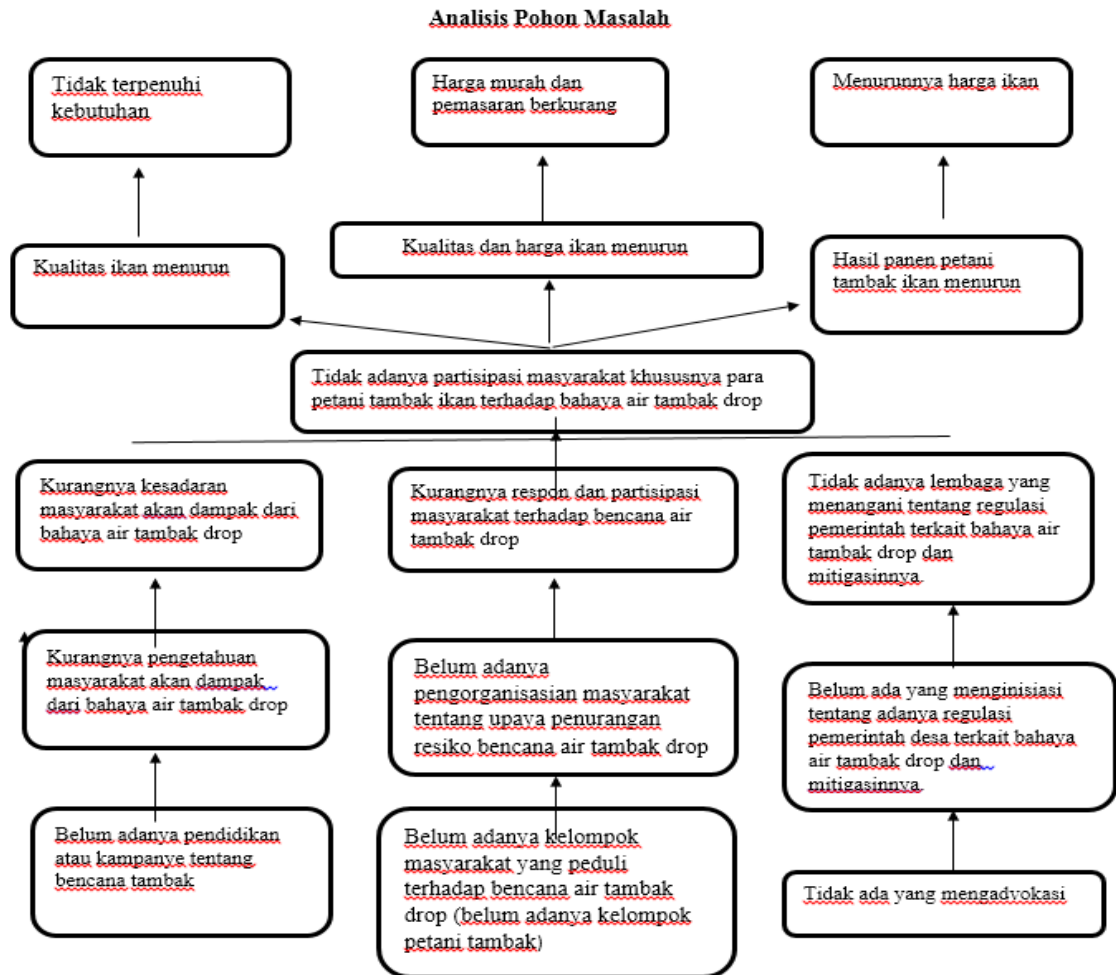 Analisis Pohon Masalah
Tidak terpenuhi
kebutuhan
Harga murah dan
pemasaran berkurang
Menurunnya harga ikan
Kualitas ikan menurun
Kualitas dan harga ikan menurun
Hasil panen petani
tambak ikan menurun
Tidak adanya partisipasi masyarakat khususnya para
petani tambak ikan terhadap bahaya air tambak drop
Kurangnya kesadaran
masyarakat akan dampak dari
bahaya air tambak drop
Kurangnya respon dan partisipasi
masyarakat terhadap bencana air
tambak drop
Tidak adanya lembaga yang
menangani tentang regulasi
pemerintah terkait bahaya air
tambak drop dan
mitigasinnya.
Kurangnya pengetahuan
masyarakat akan dampak
dari bahaya air tambak drop
Belum adanya
pengorganisasian masyarakat
tentang upaya penurangan
resiko bencana air tambak drop
Belum ada yang menginisiasi
tentang adanya regulasi
pemerintah desa terkait bahaya
air tambak drop dan
mitigasinnya.
Belum adanya pendidikan
atau kampanye tentang
bencana tambak
Belum adanya kelompok
masyarakat yang peduli
terhadap bencana air tambak
drop (belum adanya kelompok
petani tambak)
Tidak ada yang mengadvokasi